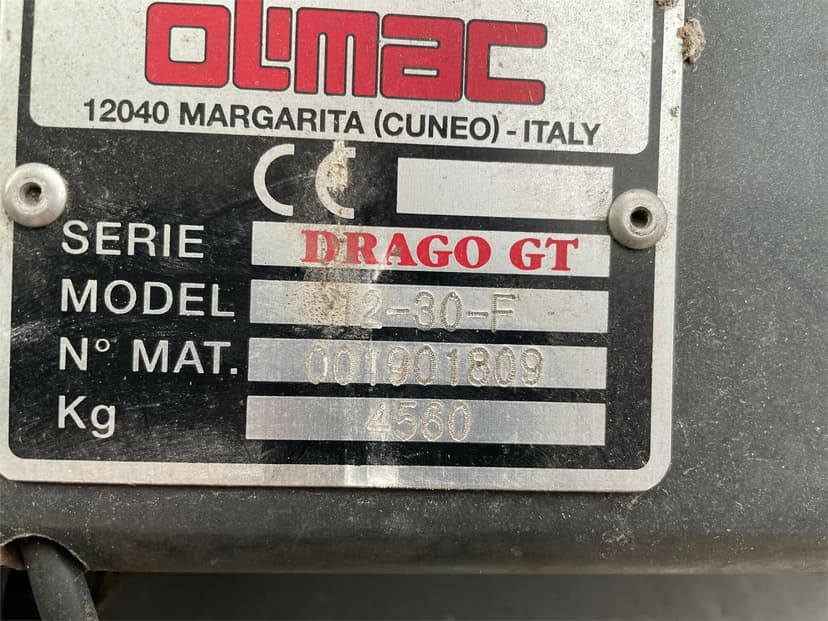 OLIMAC
12040 MARGARITA (CUNEO) - ITALY
CE
SERIE DRAGO GT
MODEL 12-30-F
N° MAT. 001901809
Kg 4560